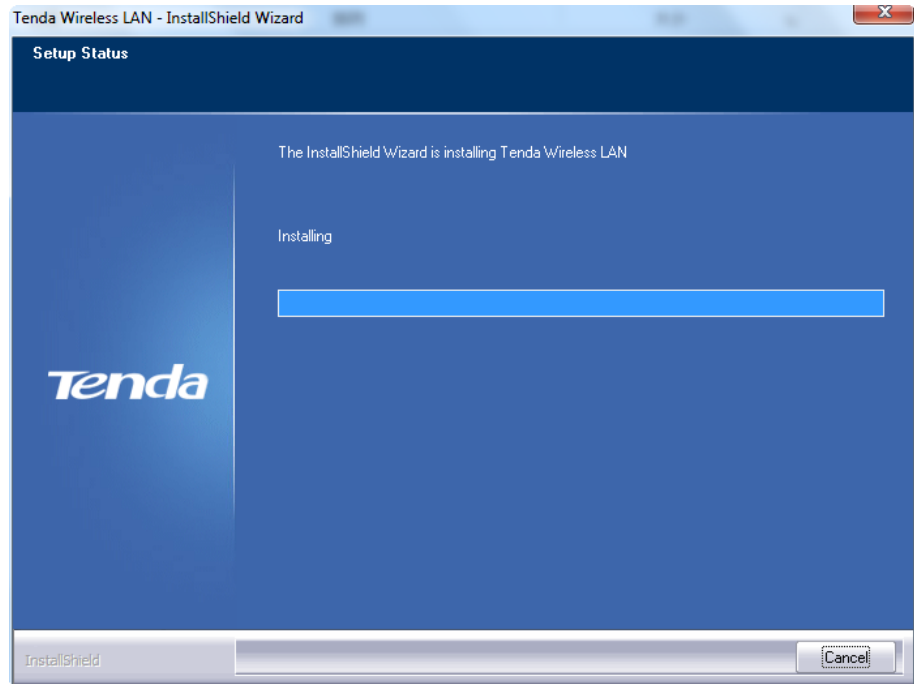 Tenda Wireless LAN - InstallShield Wizard
Setup Status
The InstallShield Wizard is installing Tenda Wireless LAN
Installing
Tenda
InstallShield
Cancel